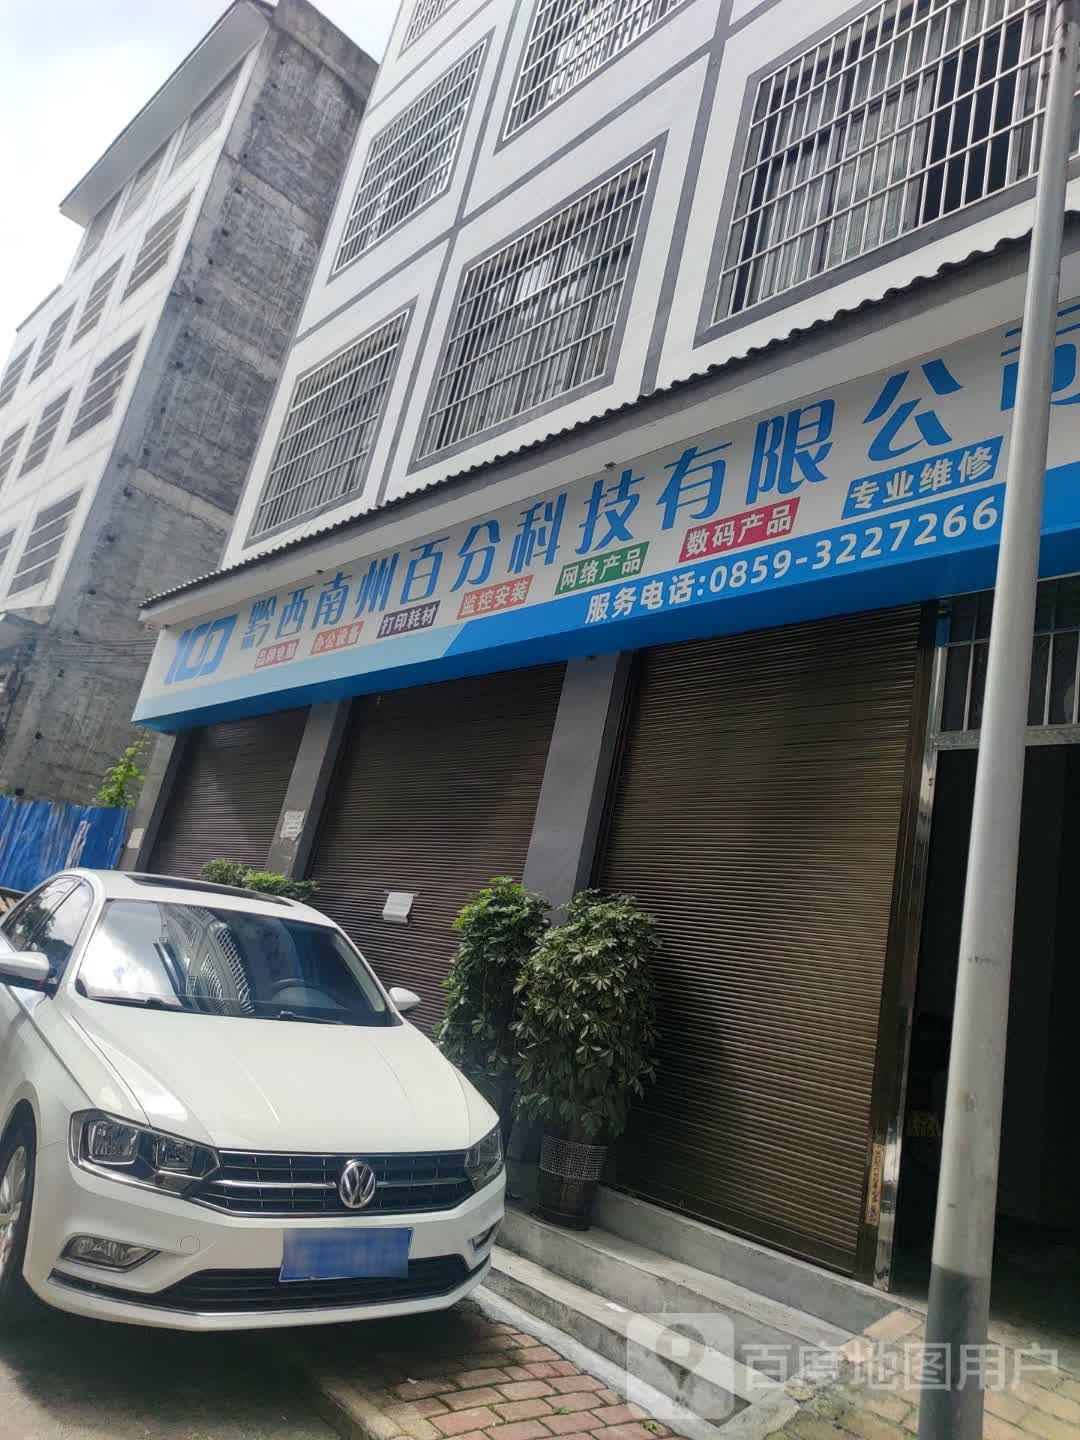 100 黔西南州百分科技有限公司
品牌电脑 办公设备 打印耗材 监控安装 网络产品 数码产品 专业维修
服务电话:0859-3227266
百度地图用户